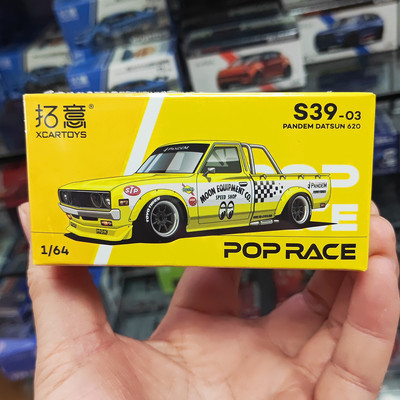 拓意®
XCARTOYS
S39-03
PANDEM DATSUN 620
PANDEM
STP
MOON EQUIPMENT CO.
SPEED SHOP
PANDEM
1/64
POP RACE